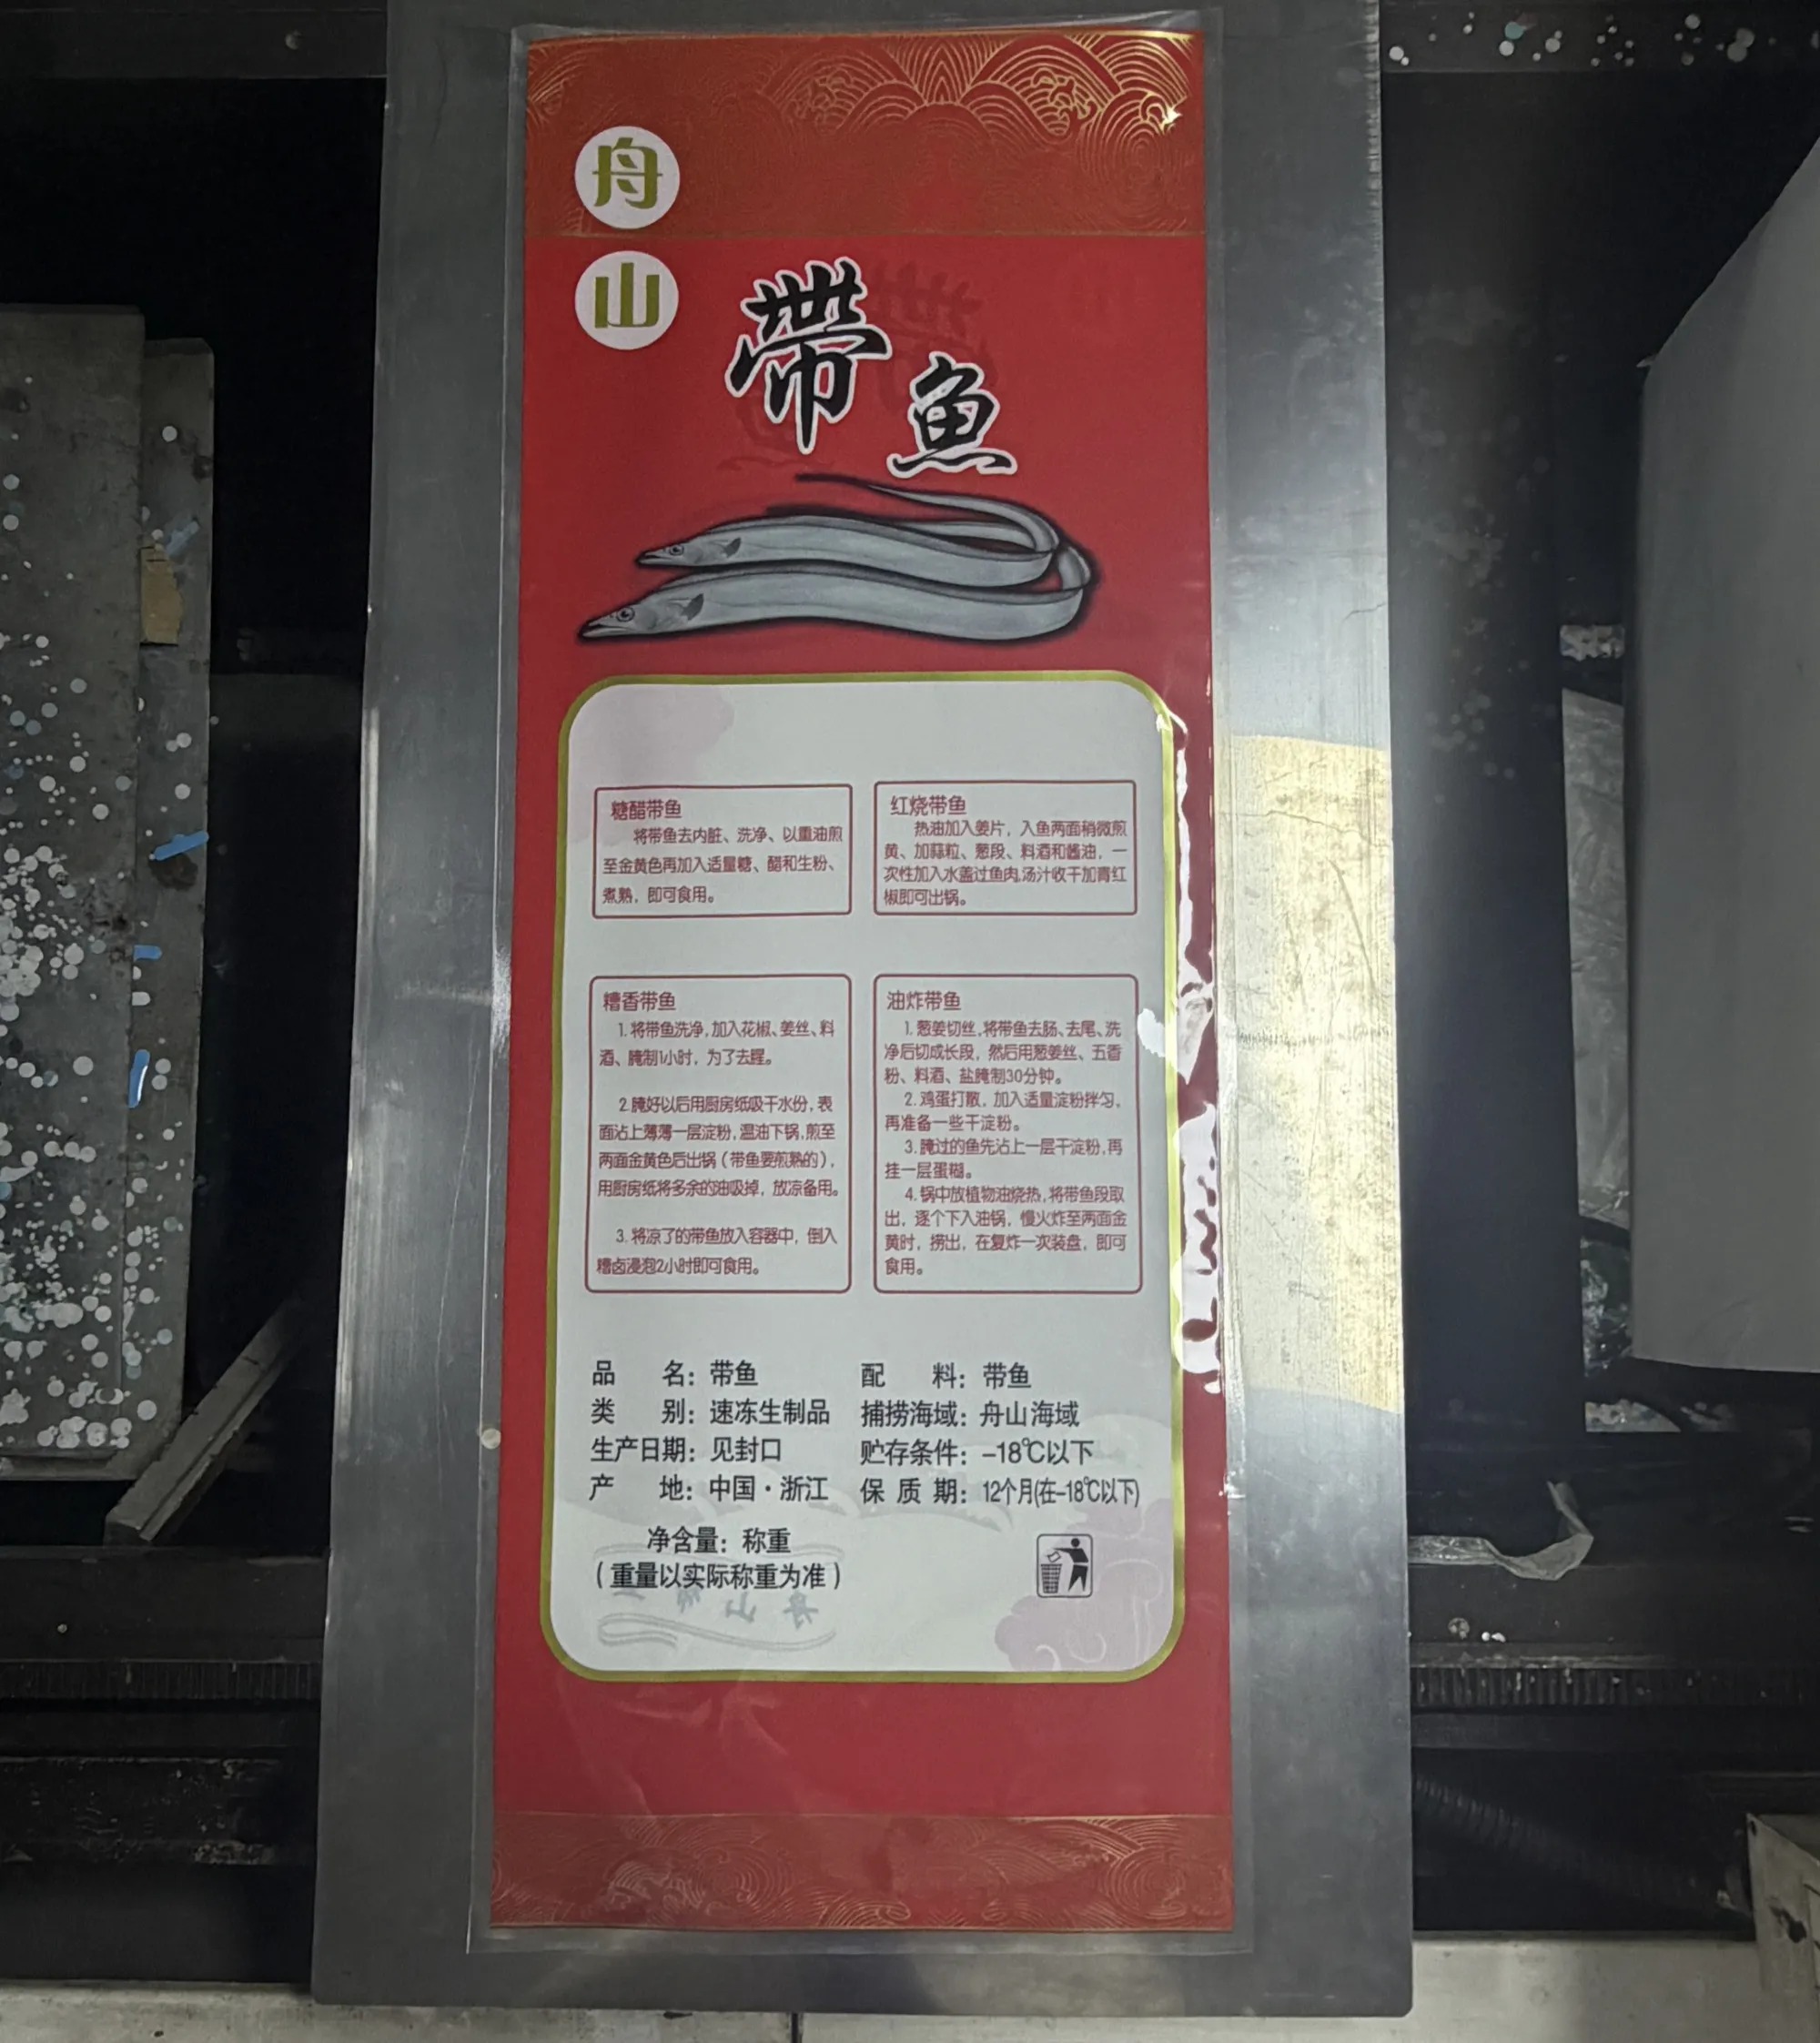 舟
山
帶
魚
糖醋带鱼
将带鱼去内脏、洗净、以重油煎
至金黄色再加入适量糖、醋和生粉、
煮熟，即可食用。
红烧带鱼
热油加入姜片，入鱼两面稍微煎
黄、加蒜粒、葱段、料酒和酱油，一
次性加入水盖过鱼肉,汤汁收干加青红
椒即可出锅。
糟香带鱼
1. 将带鱼洗净,加入花椒、姜丝、料
酒、腌制1小时，为了去腥。
2.腌好以后用厨房纸吸干水份，表
面沾上薄薄一层淀粉,温油下锅,煎至
两面金黄色后出锅（带鱼要煎熟的），
用厨房纸将多余的油吸掉，放凉备用。
3. 将凉了的带鱼放入容器中，倒入
糟卤浸泡2小时即可食用。
油炸带鱼
1. 葱姜切丝,将带鱼去肠、去尾、洗
净后切成长段，然后用葱姜丝、五香
粉、料酒、盐腌制30分钟。
2. 鸡蛋打散，加入适量淀粉拌匀，
再准备一些干淀粉。
3. 腌过的鱼先沾上一层干淀粉,再
挂一层蛋糊。
4. 锅中放植物油烧热,将带鱼段取
出，逐个下入油锅，慢火炸至两面金
黄时，捞出，在复炸一次装盘，即可
食用。
品名：带鱼
类别：速冻生制品
生产日期：见封口
产地：中国·浙江
配料：带鱼
捕捞海域：舟山海域
贮存条件：-18℃以下
保质期：12个月(在-18℃以下)
净含量：称重
（重量以实际称重为准）